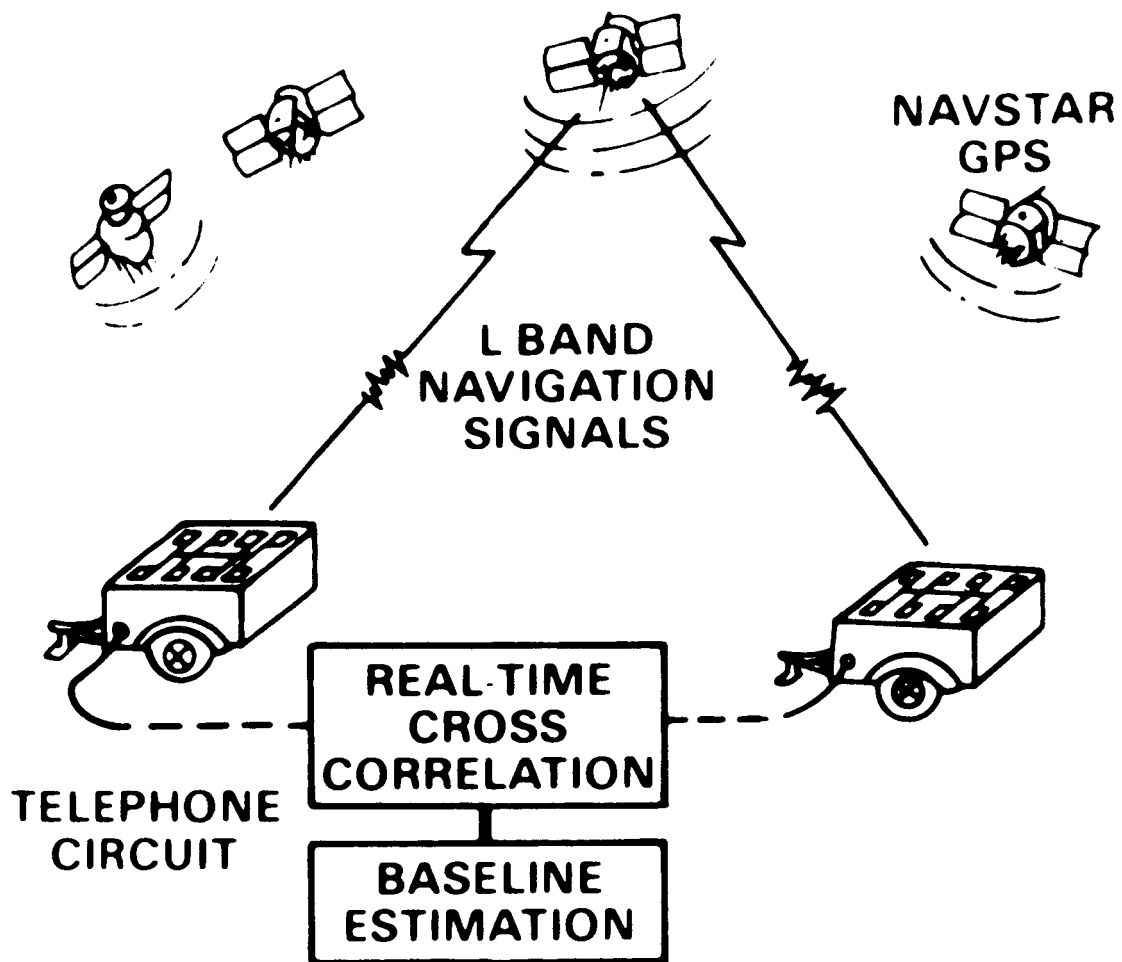 NAVSTAR
GPS
L BAND
NAVIGATION
SIGNALS
REAL-TIME
CROSS
CORRELATION
TELEPHONE
CIRCUIT
BASELINE
ESTIMATION